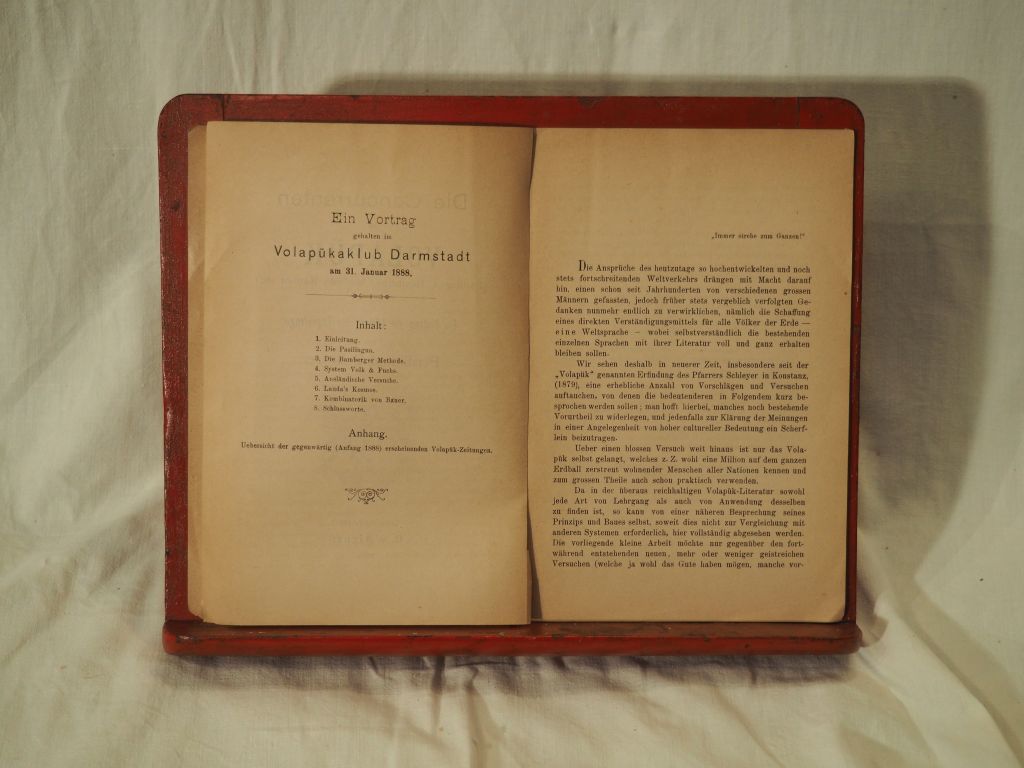 Ein Vortrag
gehalten im
Volapükaklub Darmstadt
am 31. Januar 1888.
Inhalt:
1. Einleitung.
2. Die Pasilingua.
3. Die Bamberger Methode.
4. System Volk & Fuchs.
5. Ausländische Versuche.
6. Landa's Kosmos.
7. Kombinatorik von Bauer.
8. Schlussworte.
Anhang.
Uebersicht der gegenwärtig (Anfang 1888) erscheinenden Volapük-Zeitungen.
„Immer strebe zum Ganzen!"
Die Ansprüche des heutzutage so hochentwickelten und noch
stets fortschreitenden Weltverkehrs drängen mit Macht darauf
hin, einen schon seit Jahrhunderten von verschiedenen grossen
Männern gefassten, jedoch früher stets vergeblich verfolgten Ge-
danken nunmehr endlich zu verwirklichen, nämlich die Schaffung
eines direkten Verständigungsmittels für alle Völker der Erde —
eine Weltsprache — wobei selbstverständlich die bestehenden
einzelnen Sprachen mit ihrer Literatur voll und ganz erhalten
bleiben sollen.
Wir sehen deshalb in neuerer Zeit, insbesondere seit der
„Volapük" genannten Erfindung des Pfarrers Schleyer in Konstanz,
(1879), eine erhebliche Anzahl von Vorschlägen und Versuchen
auftauchen, von denen die bedeutenderen in Folgendem kurz be-
sprochen werden sollen; man hofft hierbei, manches noch bestehende
Vorurtheil zu widerlegen, und jedenfalls zur Klärung der Meinungen
in einer Angelegenheit von hoher cultureller Bedeutung ein Scherf-
lein beizutragen.
Ueber einen blossen Versuch weit hinaus ist nur das Vola-
pük selbst gelangt, welches z. Z. wohl eine Million auf dem ganzen
Erdball zerstreut wohnender Menschen aller Nationen kennen und
zum grossen Theile auch schon praktisch verwenden.
Da in der überaus reichhaltigen Volapük-Literatur sowohl
jede Art von Lehrgang als auch von Anwendung desselben
zu finden ist, so kann von einer näheren Besprechung seines
Prinzips und Baues selbst, soweit dies nicht zur Vergleichung mit
anderen Systemen erforderlich, hier vollständig abgesehen werden.
Die vorliegende kleine Arbeit möchte nur gegenüber den fort-
während entstehenden neuen, mehr oder weniger geistreichen
Versuchen (welche ja wohl das Gute haben mögen, manche vor-